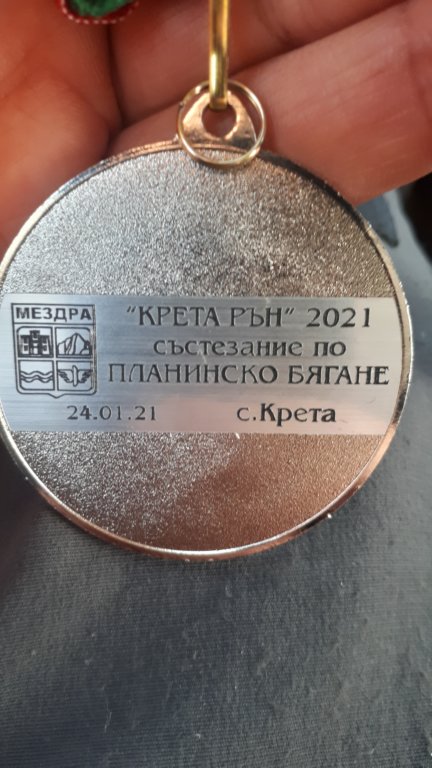 МЕЗДРА
"КРЕТА РЪН" 2021
състезание по
ПЛАНИНСКО БЯГАНЕ
24.01.21 с.Крета